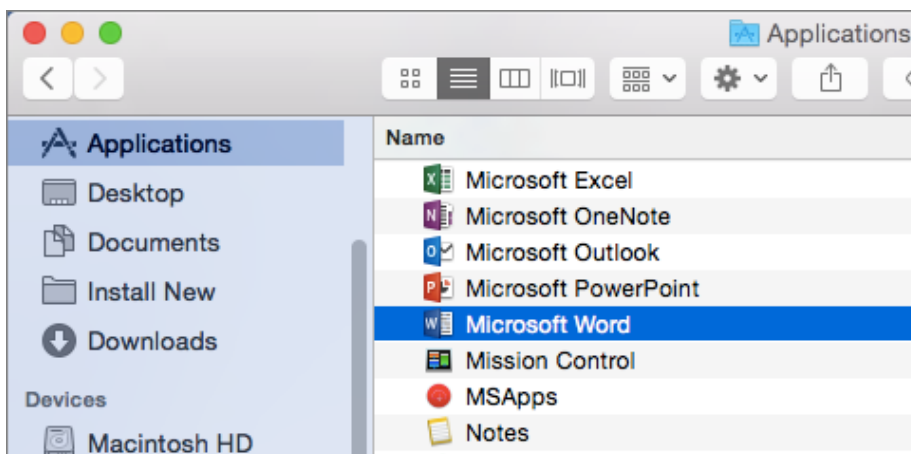 Applications
Applications
Desktop
Documents
Install New
Downloads
Devices
Macintosh HD
Name
Microsoft Excel
Microsoft OneNote
Microsoft Outlook
Microsoft PowerPoint
Microsoft Word
Mission Control
MSApps
Notes